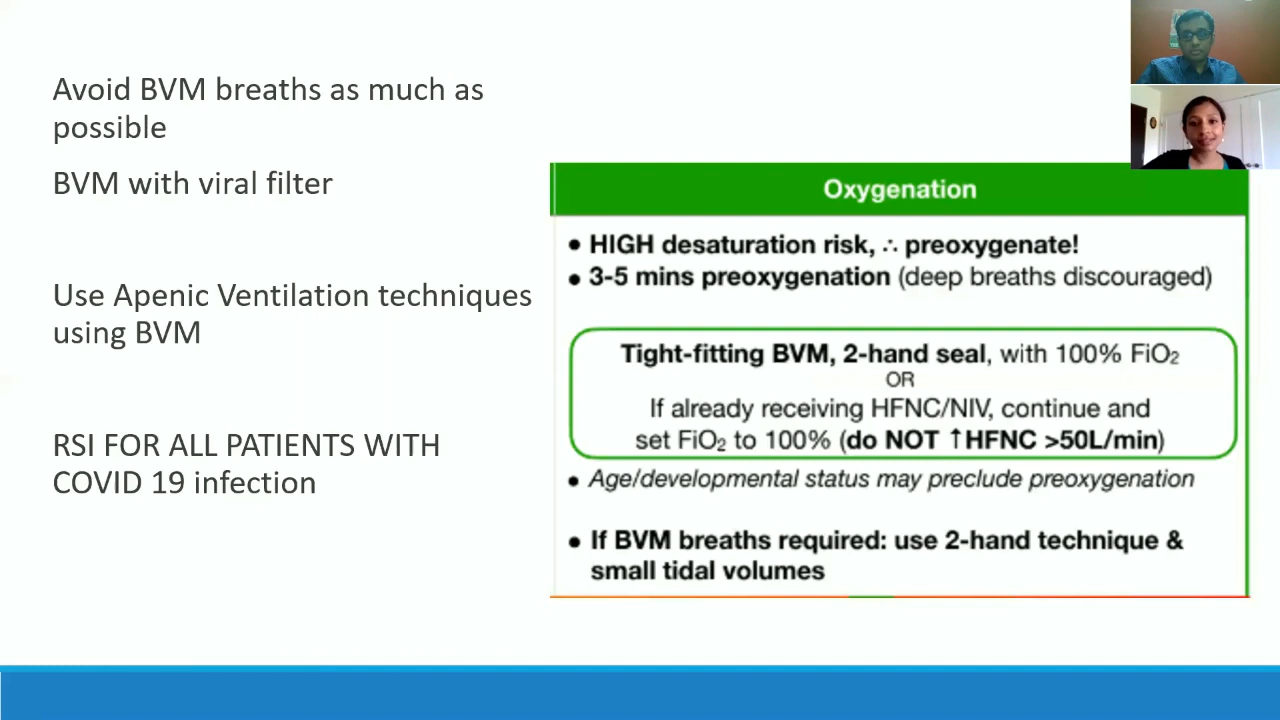 Avoid BVM breaths as much as
possible
BVM with viral filter
Use Apenic Ventilation techniques
using BVM
RSI FOR ALL PATIENTS WITH
COVID 19 infection
Oxygenation
• HIGH desaturation risk, ∴ preoxygenate!
• 3-5 mins preoxygenation (deep breaths discouraged)
Tight-fitting BVM, 2-hand seal, with 100% FiO₂
OR
If already receiving HFNC/NIV, continue and
set FiO₂ to 100% (do NOT ↑HFNC >50L/min)
• Age/developmental status may preclude preoxygenation
• If BVM breaths required: use 2-hand technique &
small tidal volumes